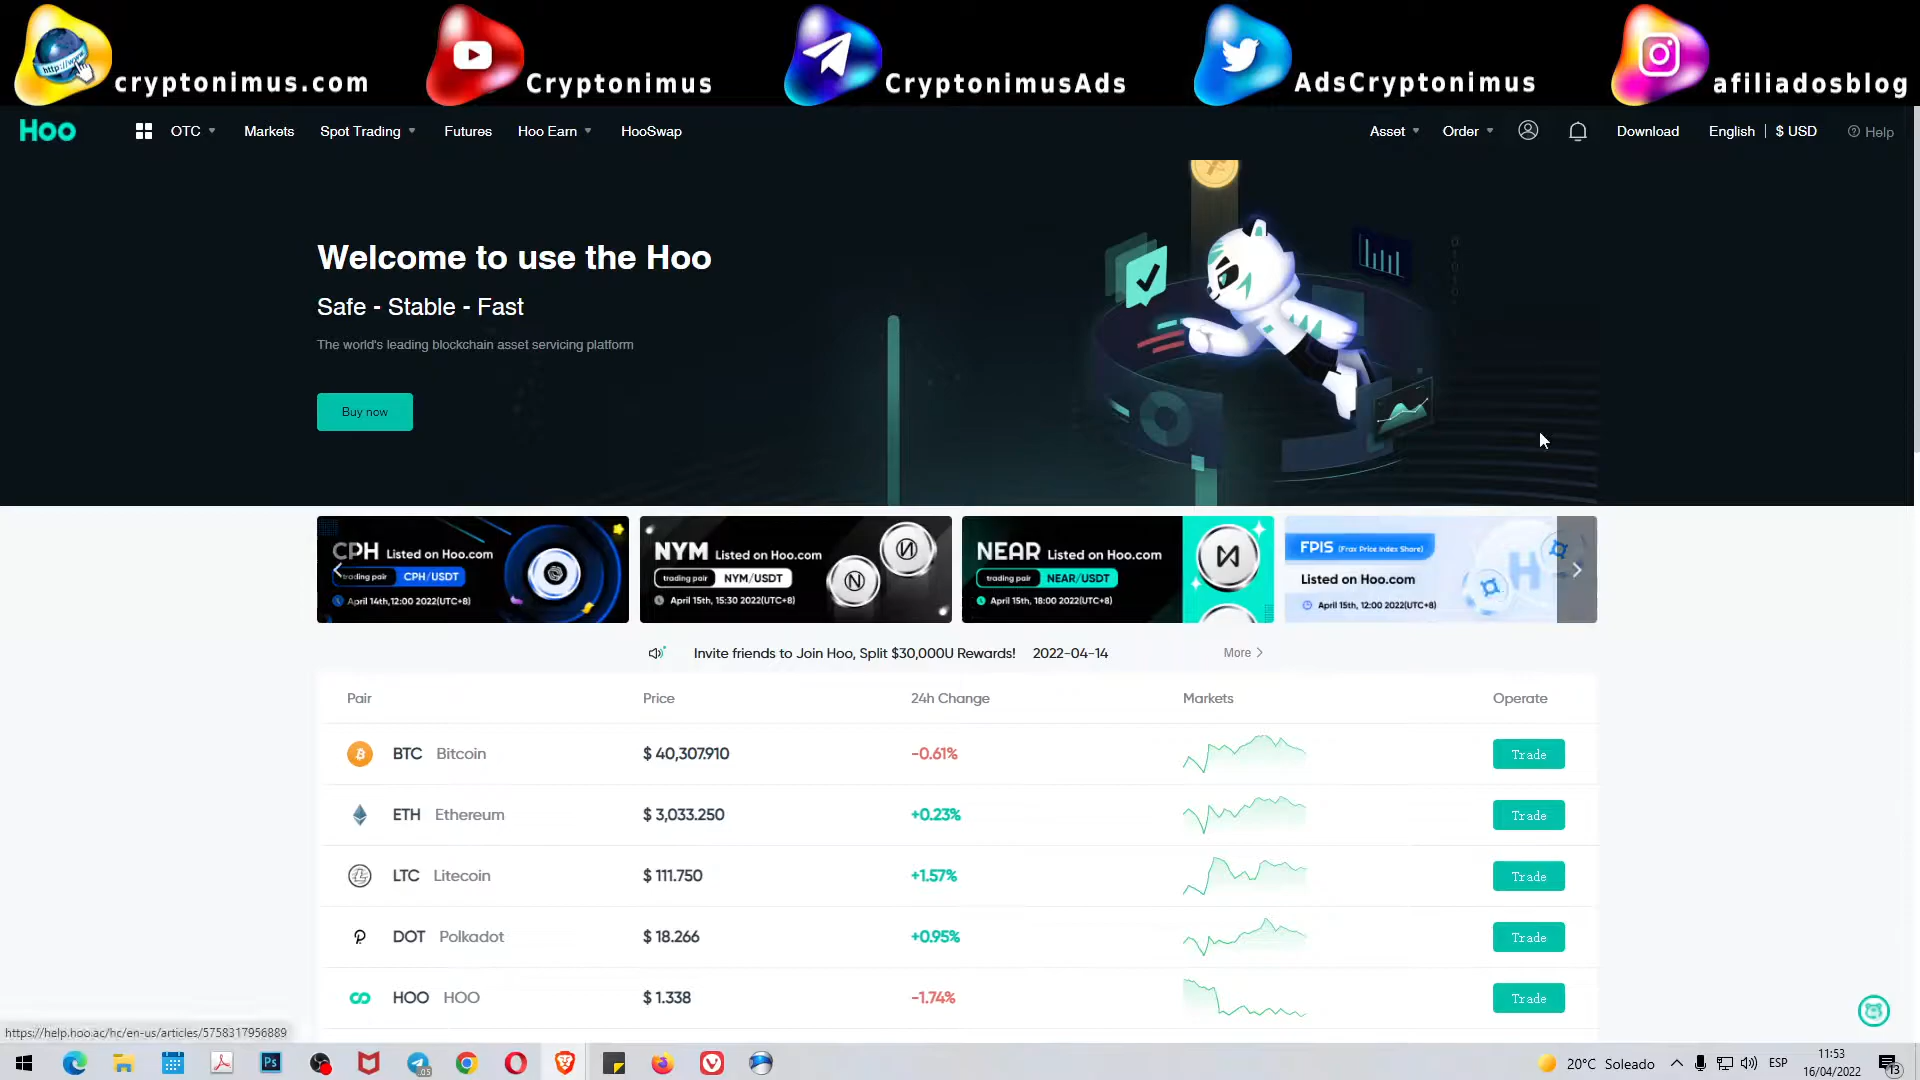 cryptonimus.com
Cryptonimus
CryptonimusAds
AdsCryptonimus
afiliadosblog
http://www
Hoo
OTC
Markets
Spot Trading
Futures
Hoo Earn
HooSwap
Asset
Order
Download
English | $ USD
Help
Welcome to use the Hoo
Safe - Stable - Fast
The world's leading blockchain asset servicing platform
Buy now
CPH Listed on Hoo.com
trading pair CPH/USDT
April 14th,12:00 2022(UTC+8)
NYM Listed on Hoo.com
trading pair NYM/USDT
April 15th, 15:30 2022(UTC+8)
NEAR Listed on Hoo.com
trading pair NEAR/USDT
April 15th, 18:00 2022(UTC+8)
FPIS (Frax Price Index Share)
Listed on Hoo.com
April 15th, 12:00 2022(UTC+8)
Invite friends to Join Hoo, Split $30,000U Rewards! 2022-04-14
More
Pair Price 24h Change Markets Operate
BTC Bitcoin $ 40,307.910 -0.61% Trade
ETH Ethereum $ 3,033.250 +0.23% Trade
LTC Litecoin $ 111.750 +1.57% Trade
DOT Polkadot $ 18.266 +0.95% Trade
HOO HOO $ 1.338 -1.74% Trade
https://help.hoo.ac/hc/en-us/articles/5758317956889
Ps
.05
20°C Soleado
ESP
11:53
16/04/2022
13